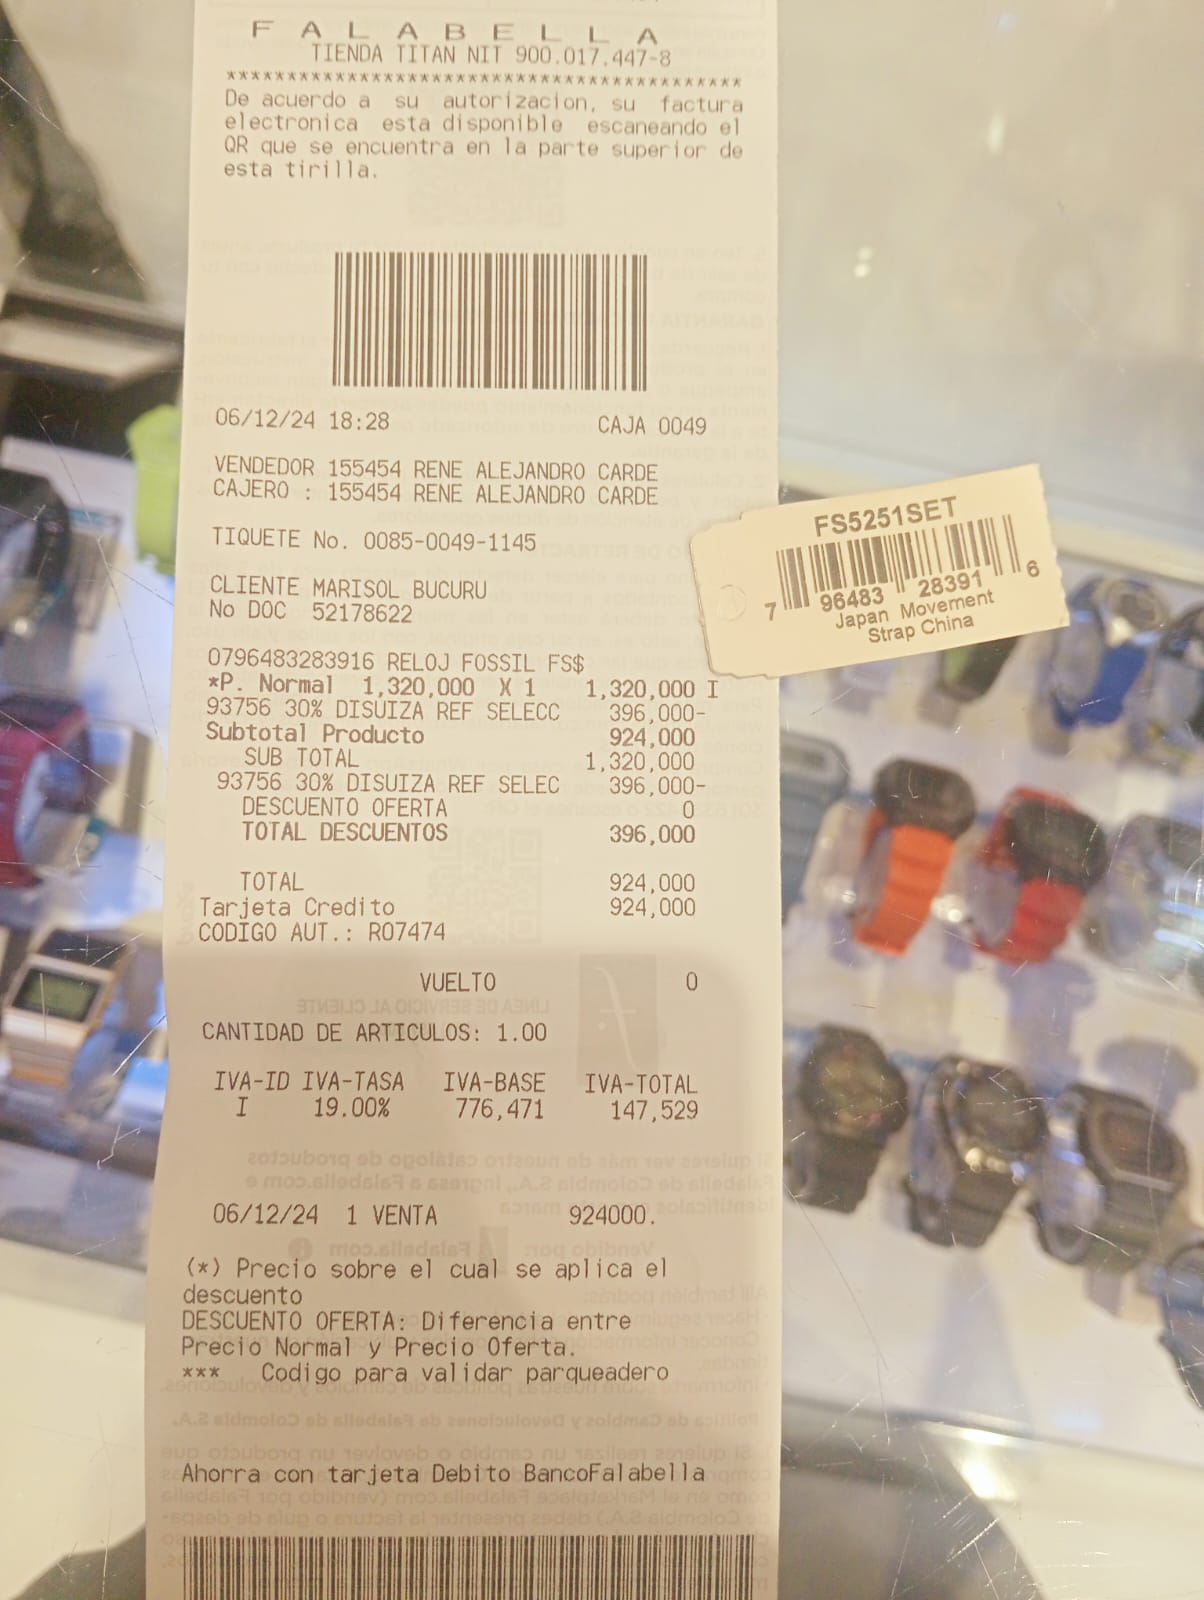 F A L A B E L L A
TIENDA TITAN NIT 900.017.447-8
******************************************
De acuerdo a su autorizacion, su factura
electronica esta disponible escaneando el
QR que se encuentra en la parte superior de
esta tirilla.
06/12/24 18:28 CAJA 0049
VENDEDOR 155454 RENE ALEJANDRO CARDE
CAJERO : 155454 RENE ALEJANDRO CARDE
TIQUETE No. 0085-0049-1145
CLIENTE MARISOL BUCURU
No DOC 52178622
0796483283916 RELOJ FOSSIL FS$
*P. Normal 1,320,000 X 1 1,320,000 I
93756 30% DISUIZA REF SELECC 396,000-
Subtotal Producto 924,000
SUB TOTAL 1,320,000
93756 30% DISUIZA REF SELEC 396,000-
DESCUENTO OFERTA 0
TOTAL DESCUENTOS 396,000
TOTAL 924,000
Tarjeta Credito 924,000
CODIGO AUT.: R07474
VUELTO 0
CANTIDAD DE ARTICULOS: 1.00
IVA-ID IVA-TASA IVA-BASE IVA-TOTAL
I 19.00% 776,471 147,529
06/12/24 1 VENTA 924000.
(*) Precio sobre el cual se aplica el
descuento
DESCUENTO OFERTA: Diferencia entre
Precio Normal y Precio Oferta.
*** Codigo para validar parqueadero
Ahorra con tarjeta Debito BancoFalabella
FS5251SET
7 96483 28391 6
Japan Movement
Strap China